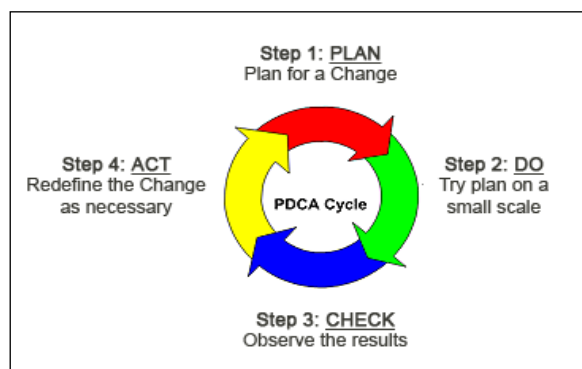 Step 1: PLAN
Plan for a Change
Step 2: DO
Try plan on a
small scale
Step 3: CHECK
Observe the results
Step 4: ACT
Redefine the Change
as necessary
PDCA Cycle